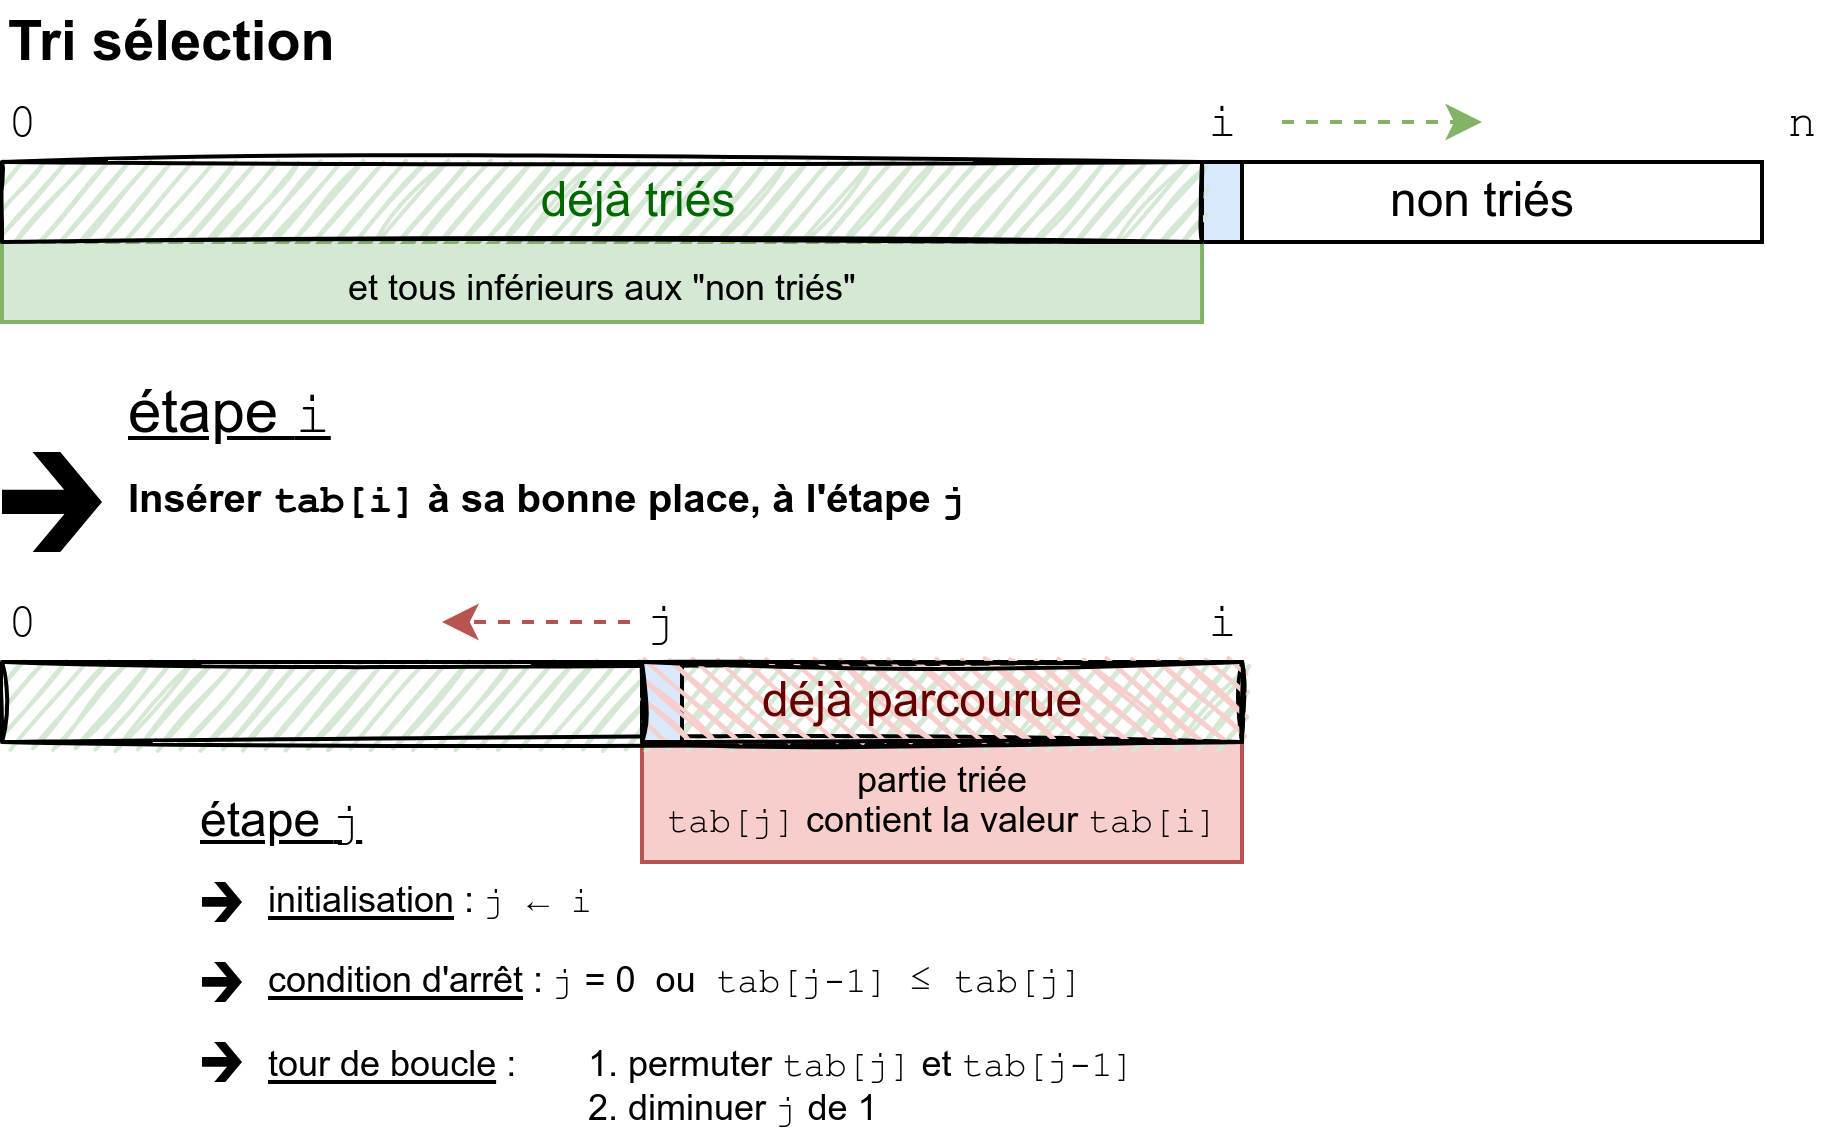 Tri sélection
0 i n
déjà triés non triés
et tous inférieurs aux "non triés"
étape i
Insérer tab[i] à sa bonne place, à l'étape j
0 j i
déjà parcourue
partie triée
tab[j] contient la valeur tab[i]
étape j
initialisation : j ← i
condition d'arrêt : j = 0 ou tab[j-1] ≤ tab[j]
tour de boucle : 1. permuter tab[j] et tab[j-1]
2. diminuer j de 1